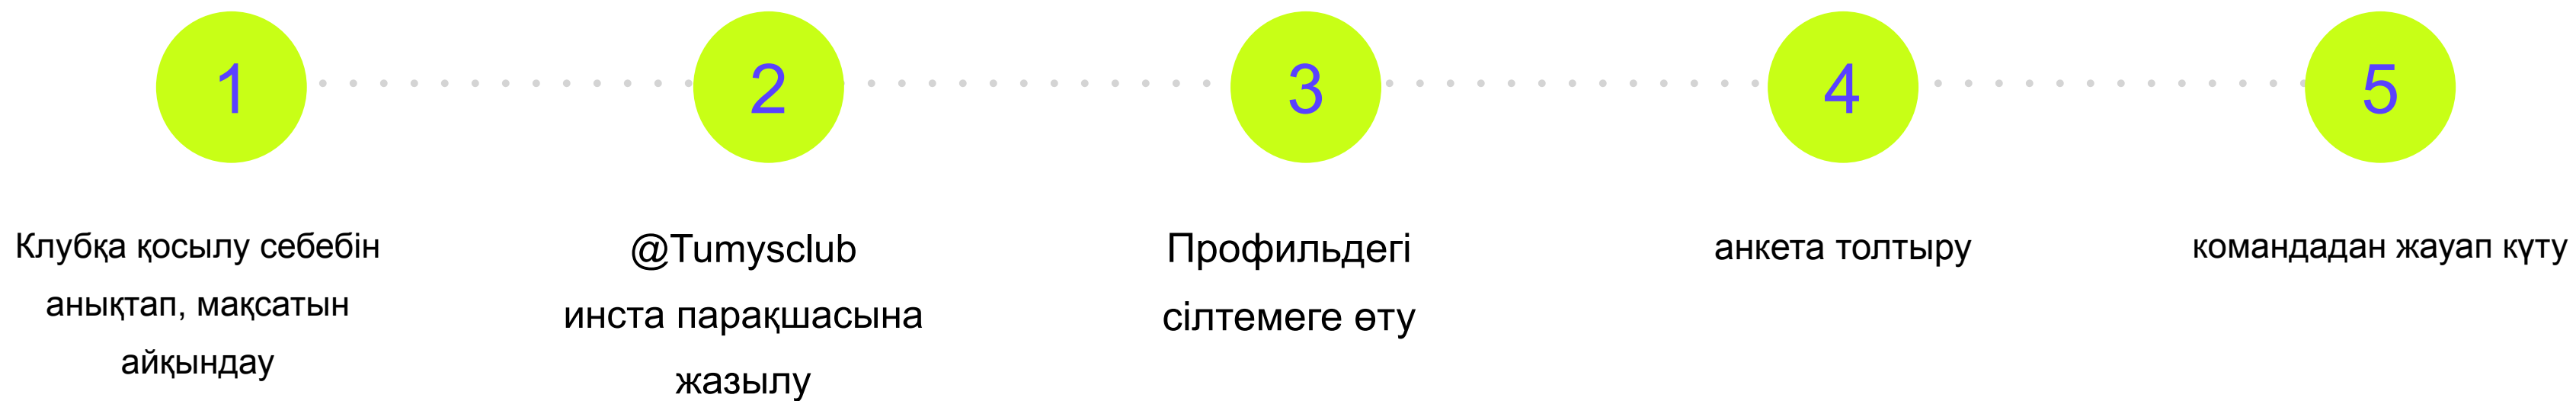 1
2
3
4
5
Клубқа қосылу себебін
анықтап, мақсатын
айқындау
@Tumysclub
инста парақшасына
жазылу
Профильдегі
сілтемеге өту
анкета толтыру
командадан жауап күту